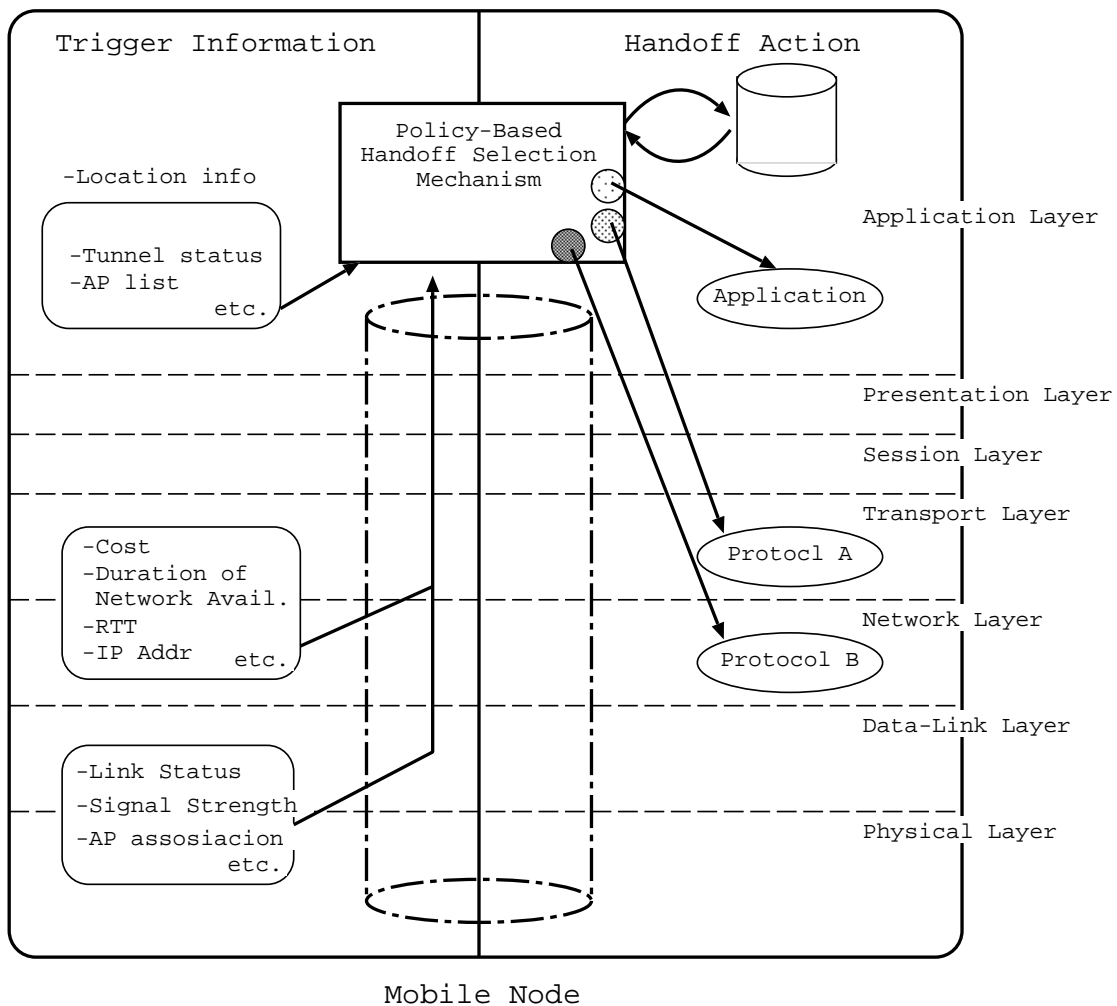 Trigger Information
Handoff Action
Policy-Based
Handoff Selection
Mechanism
-Location info
-Tunnel status
-AP list
etc.
Application Layer
Application
Presentation Layer
Session Layer
Transport Layer
-Cost
-Duration of
Network Avail.
-RTT
-IP Addr
etc.
Protocl A
Network Layer
Protocol B
Data-Link Layer
-Link Status
-Signal Strength
-AP assosiacion
etc.
Physical Layer
Mobile Node